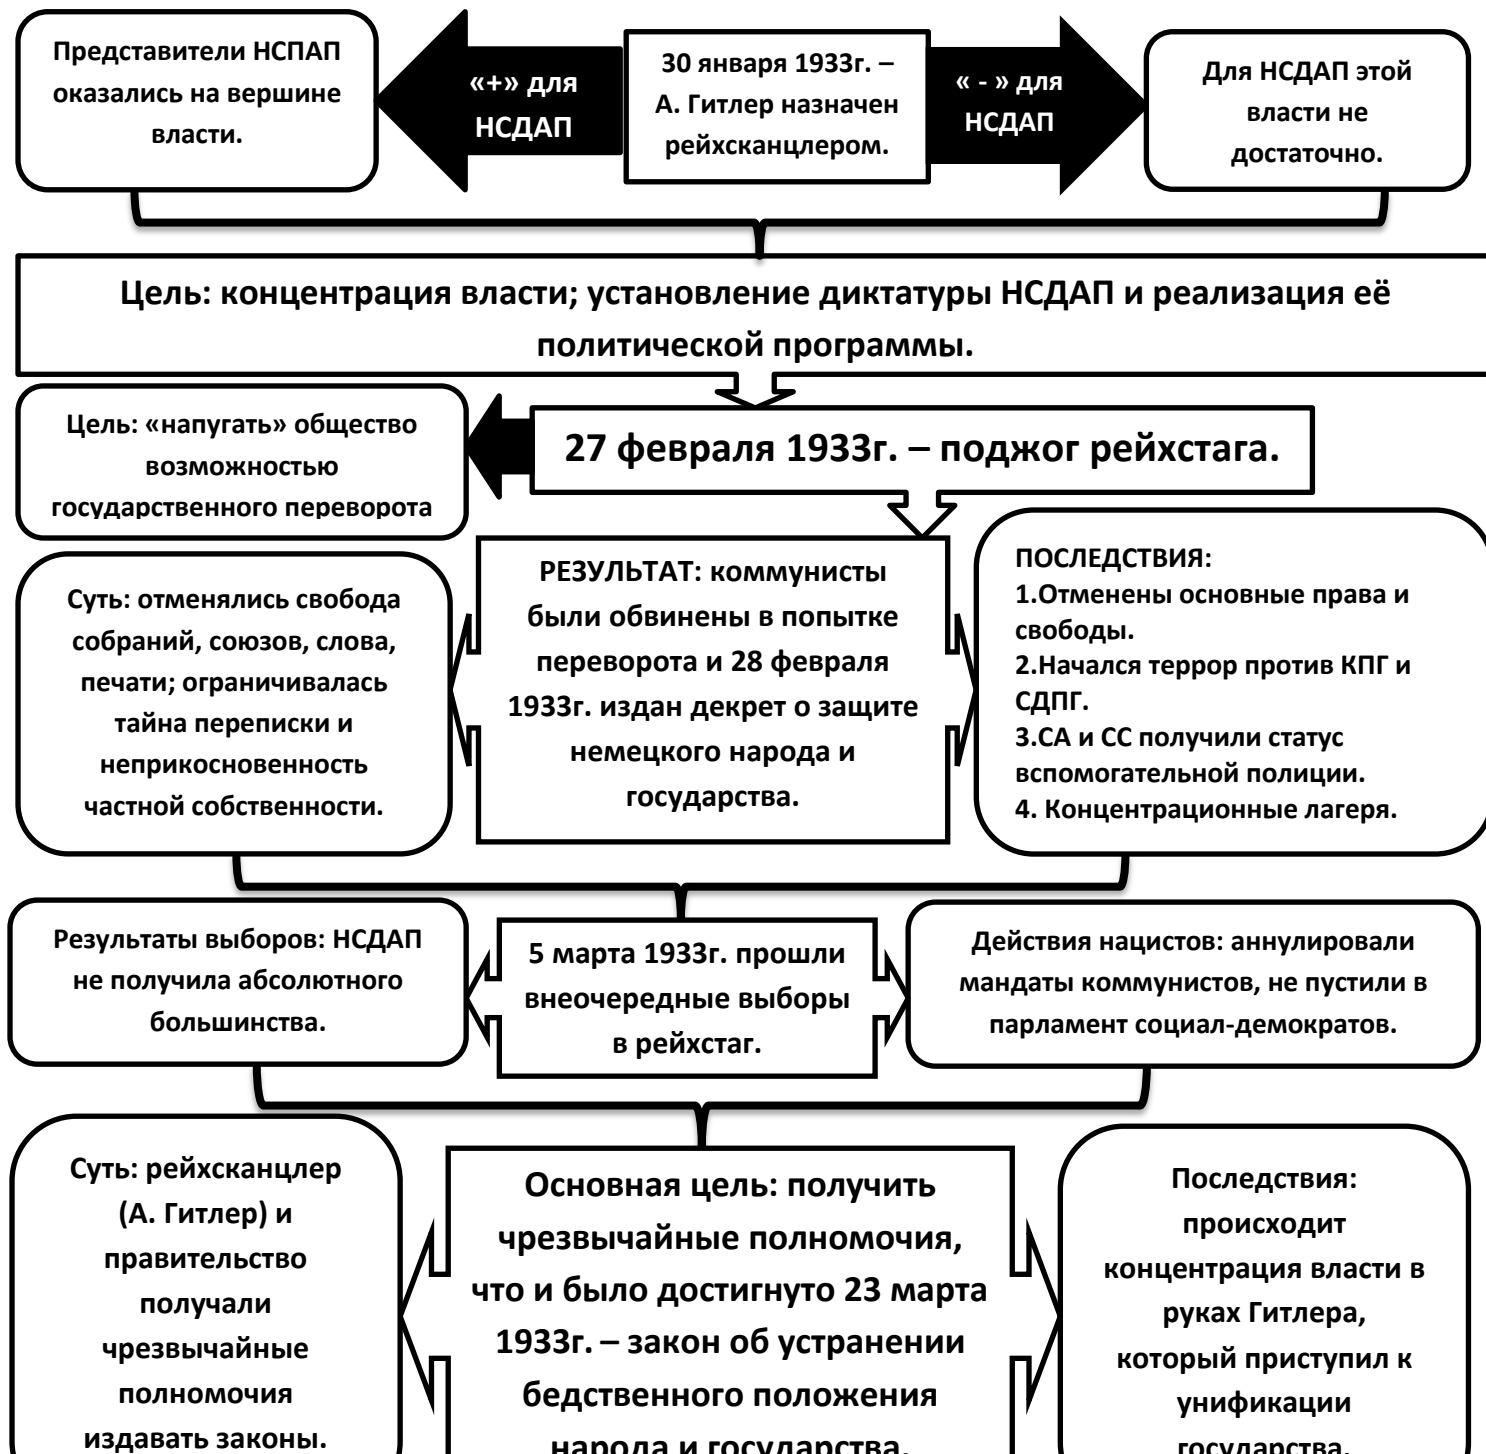 Представители НСПАП
оказались на вершине
власти.
«+» для
НСДАП
30 января 1933г. –
А. Гитлер назначен
рейхсканцлером.
« - » для
НСДАП
Для НСДАП этой
власти не
достаточно.
Цель: концентрация власти; установление диктатуры НСДАП и реализация её
политической программы.
Цель: «напугать» общество
возможностью
государственного переворота
27 февраля 1933г. – поджог рейхстага.
Суть: отменялись свобода
собраний, союзов, слова,
печати; ограничивалась
тайна переписки и
неприкосновенность
частной собственности.
РЕЗУЛЬТАТ: коммунисты
были обвинены в попытке
переворота и 28 февраля
1933г. издан декрет о защите
немецкого народа и
государства.
ПОСЛЕДСТВИЯ:
1.Отменены основные права и
свободы.
2.Начался террор против КПГ и
СДПГ.
3.СА и СС получили статус
вспомогательной полиции.
4. Концентрационные лагеря.
Результаты выборов: НСДАП
не получила абсолютного
большинства.
5 марта 1933г. прошли
внеочередные выборы
в рейхстаг.
Действия нацистов: аннулировали
мандаты коммунистов, не пустили в
парламент социал-демократов.
Суть: рейхсканцлер
(А. Гитлер) и
правительство
получали
чрезвычайные
полномочия
издавать законы.
Основная цель: получить
чрезвычайные полномочия,
что и было достигнуто 23 марта
1933г. – закон об устранении
бедственного положения
народа и государства.
Последствия:
происходит
концентрация власти в
руках Гитлера,
который приступил к
унификации
государства.